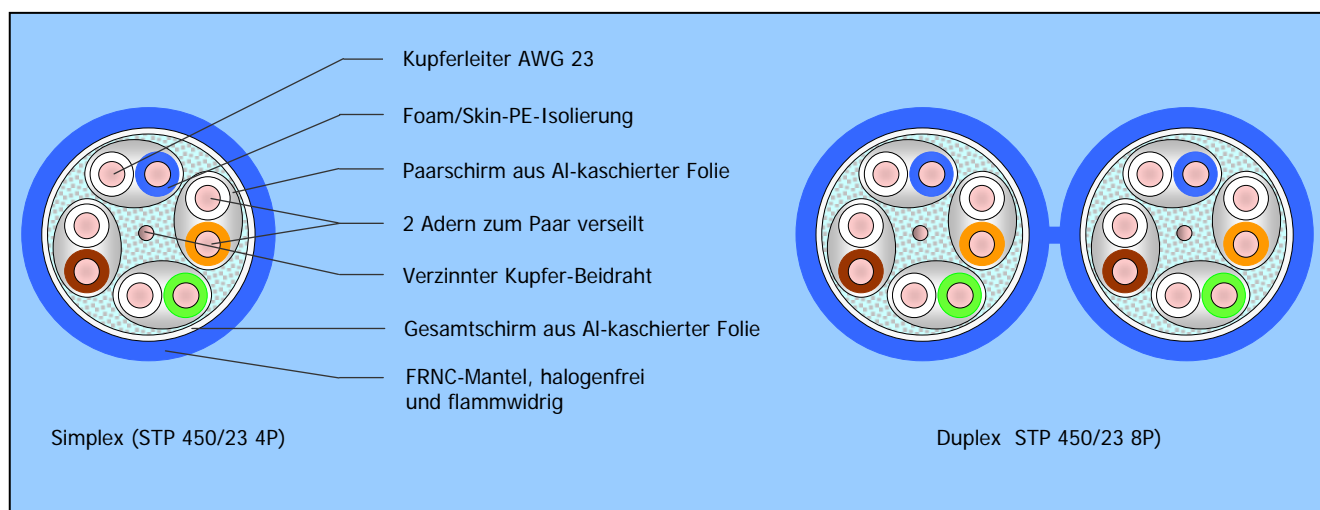 Kupferleiter AWG 23
Foam/Skin-PE-Isolierung
Paarschirm aus Al-kaschierter Folie
2 Adern zum Paar verseilt
Verzinnter Kupfer-Beidraht
Gesamtschirm aus Al-kaschierter Folie
FRNC-Mantel, halogenfrei
und flammwidrig
Simplex (STP 450/23 4P)
Duplex STP 450/23 8P)